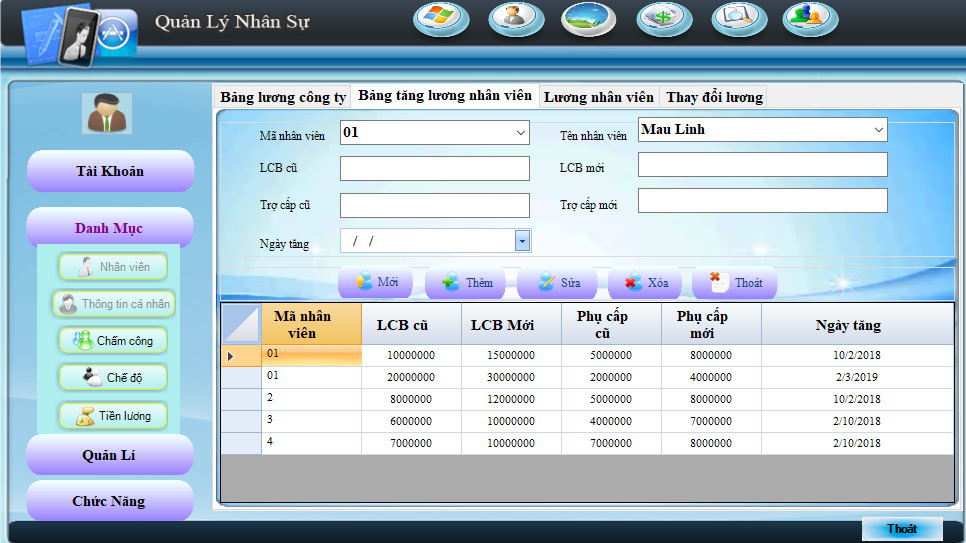 Quản Lý Nhân Sự
Bảng lương công ty
Bảng tăng lương nhân viên
Lương nhân viên
Thay đổi lương
Mã nhân viên
01
Tên nhân viên
Mau Linh
LCB cũ
LCB mới
Trợ cấp cũ
Trợ cấp mới
Ngày tăng
/ /
Mới
Thêm
Sửa
Xóa
Thoát
Tài Khoản
Danh Mục
Nhân viên
Thông tin cá nhân
Chấm công
Chế độ
Tiền lương
Quản Lí
Chức Năng
Mã nhân
viên
LCB cũ
LCB Mới
Phụ cấp
cũ
Phụ cấp
mới
Ngày tăng
01 10000000 15000000 5000000 8000000 10/2/2018
01 20000000 30000000 2000000 4000000 2/3/2019
2 8000000 12000000 5000000 8000000 10/2/2018
3 6000000 10000000 4000000 7000000 2/10/2018
4 7000000 10000000 7000000 8000000 2/10/2018
Thoát